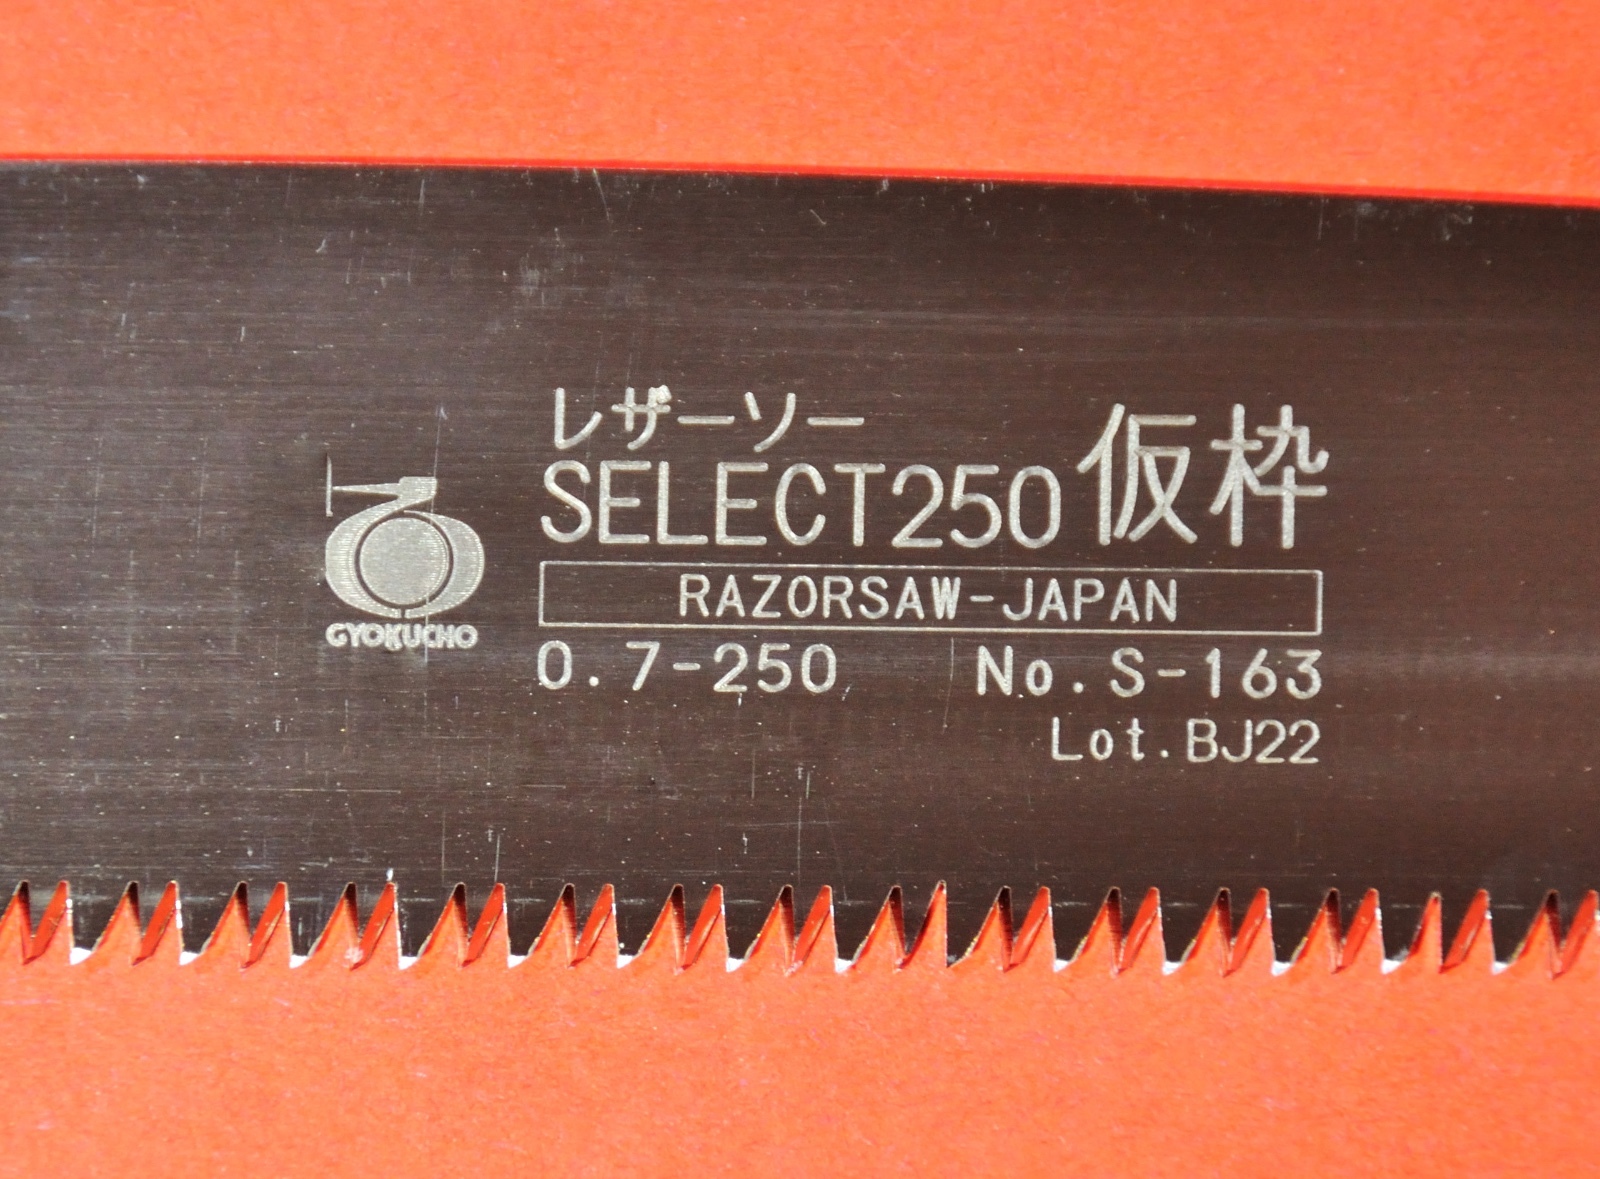 レザーソー
SELECT250 仮枠
RAZORSAW-JAPAN
0.7-250 No.S-163
Lot.BJ22
GYOKUCHO